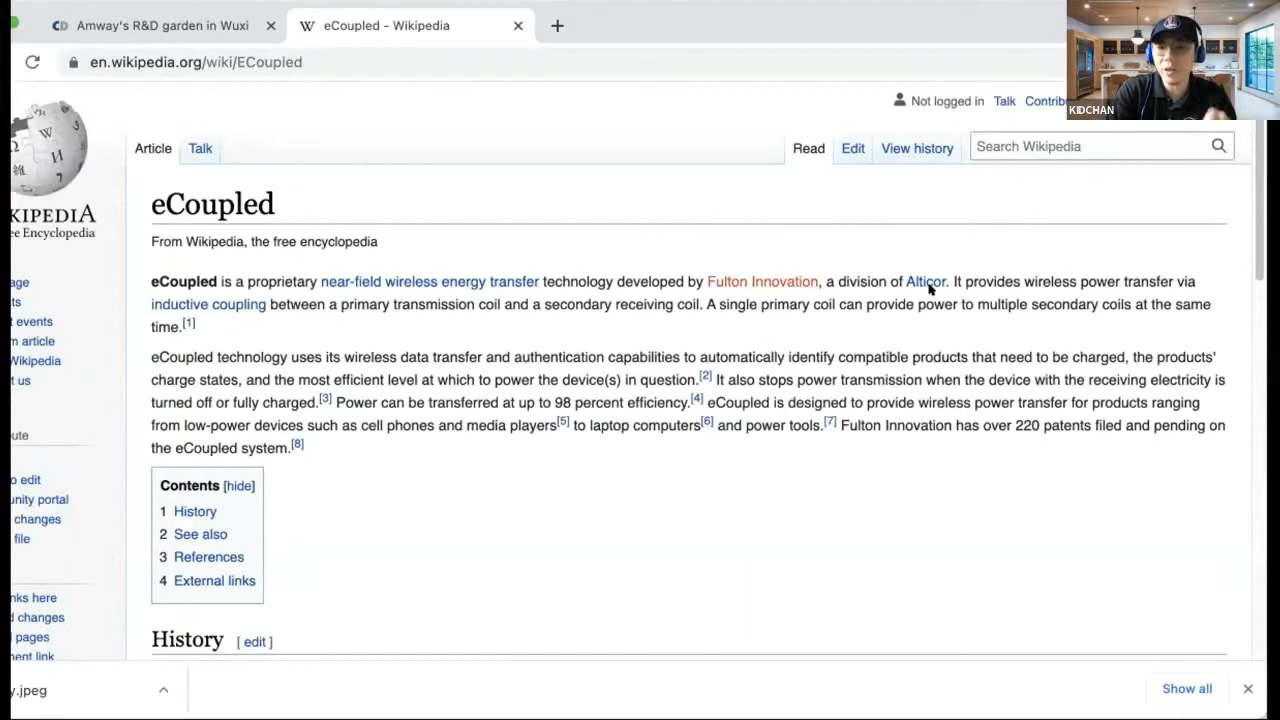 Amway's R&D garden in Wuxi
eCoupled - Wikipedia
en.wikipedia.org/wiki/ECoupled
KIDCHAN
Not logged in Talk Contrib
KIPEDIA
ee Encyclopedia
Article Talk Read Edit View history Search Wikipedia
eCoupled
From Wikipedia, the free encyclopedia
eCoupled is a proprietary near-field wireless energy transfer technology developed by Fulton Innovation, a division of Alticor. It provides wireless power transfer via
inductive coupling between a primary transmission coil and a secondary receiving coil. A single primary coil can provide power to multiple secondary coils at the same
time.[1]
eCoupled technology uses its wireless data transfer and authentication capabilities to automatically identify compatible products that need to be charged, the products'
charge states, and the most efficient level at which to power the device(s) in question.[2] It also stops power transmission when the device with the receiving electricity is
turned off or fully charged.[3] Power can be transferred at up to 98 percent efficiency.[4] eCoupled is designed to provide wireless power transfer for products ranging
from low-power devices such as cell phones and media players[5] to laptop computers[6] and power tools.[7] Fulton Innovation has over 220 patents filed and pending on
the eCoupled system.[8]
Contents [hide]
1 History
2 See also
3 References
4 External links
History [ edit ]
age
ts
t events
m article
Wikipedia
t us
ute
o edit
unity portal
changes
file
nks here
d changes
pages
nent link
y.jpeg
Show all